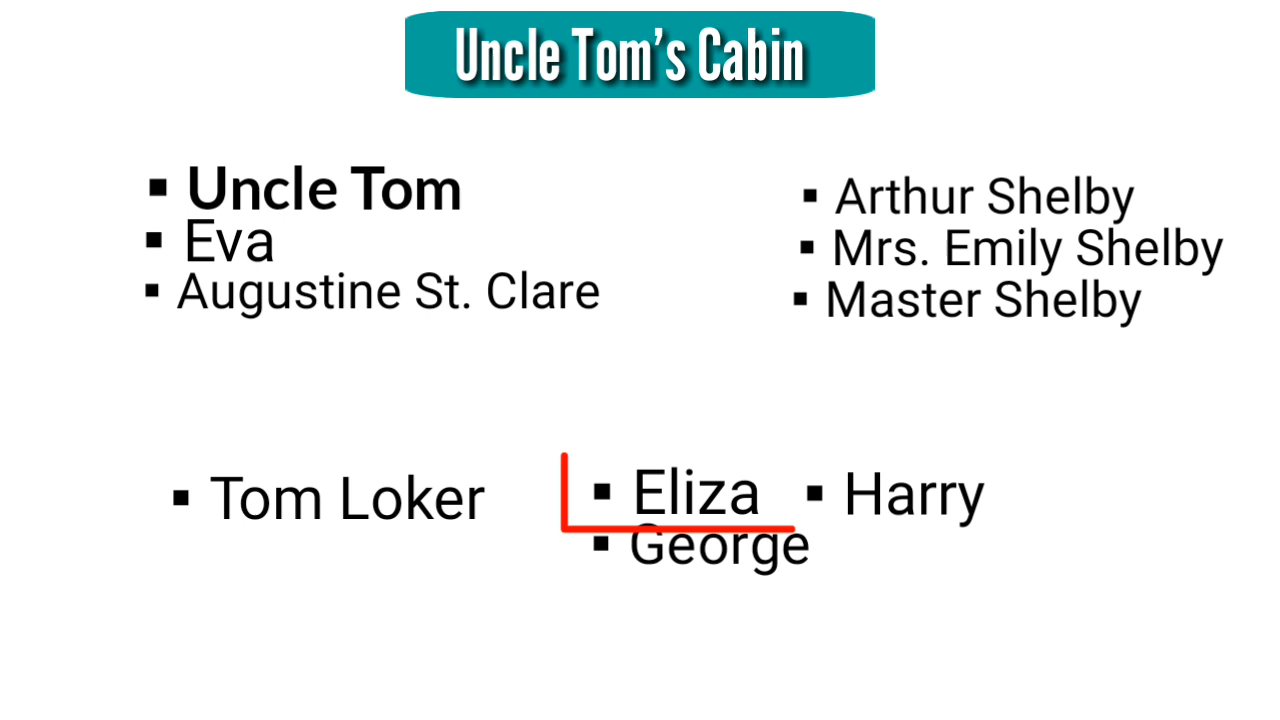 Uncle Tom's Cabin
▪ Uncle Tom
▪ Eva
▪ Augustine St. Clare
▪ Arthur Shelby
▪ Mrs. Emily Shelby
▪ Master Shelby
▪ Tom Loker
▪ Eliza ▪ Harry
▪ George